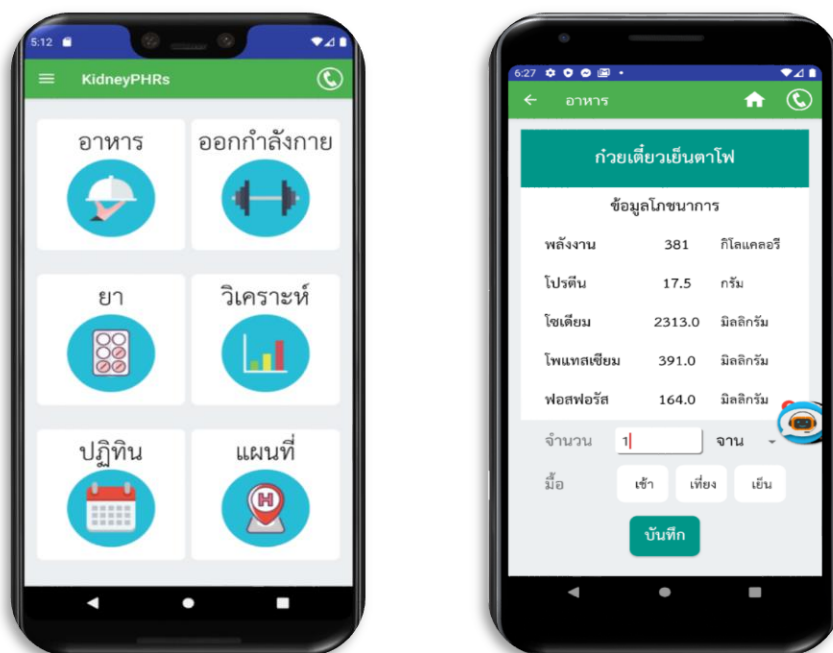 5:12
KidneyPHRs
อาหาร
ออกกำลังกาย
ยา
วิเคราะห์
ปฏิทิน
แผนที่
H
6:27
อาหาร
ก๋วยเตี๋ยวเย็นตาโฟ
ข้อมูลโภชนาการ
พลังงาน 381 กิโลแคลอรี
โปรตีน 17.5 กรัม
โซเดียม 2313.0 มิลลิกรัม
โพแทสเซียม 391.0 มิลลิกรัม
ฟอสฟอรัส 164.0 มิลลิกรัม
จำนวน 1 จาน
มื้อ เช้า เที่ยง เย็น
บันทึก